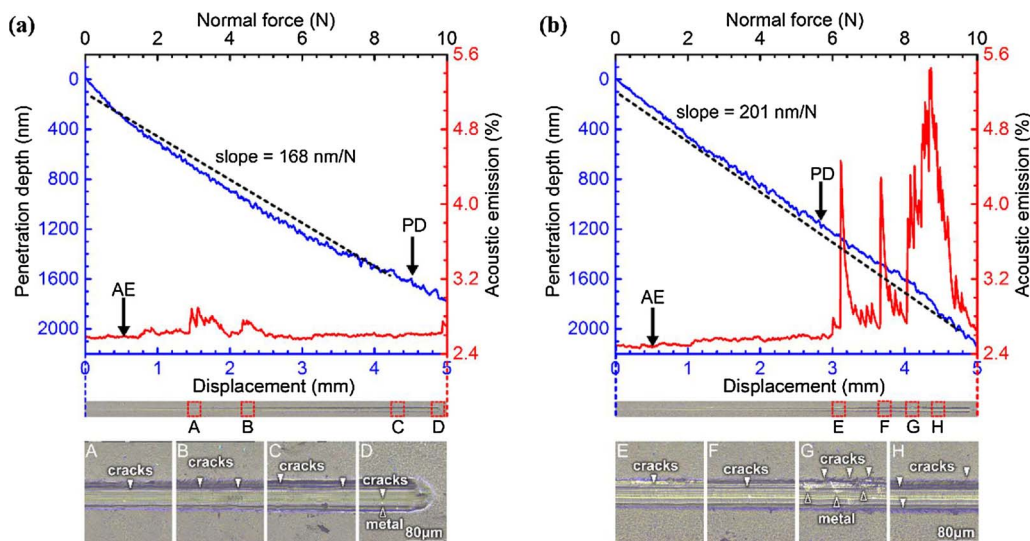 (a)
Normal force (N)
0 2 4 6 8 10
Penetration depth (nm)
0
400
800
1200
1600
2000
5.6
4.8
4.0
3.2
2.4
Acoustic emission (%)
slope = 168 nm/N
PD
AE
0 1 2 3 4 5
Displacement (mm)
A B C D
A B C D
cracks cracks cracks cracks
metal
80μm
(b)
Normal force (N)
0 2 4 6 8 10
Penetration depth (nm)
0
400
800
1200
1600
2000
5.6
4.8
4.0
3.2
2.4
Acoustic emission (%)
slope = 201 nm/N
PD
AE
0 1 2 3 4 5
Displacement (mm)
E F G H
E F G H
cracks cracks cracks cracks
metal
80μm